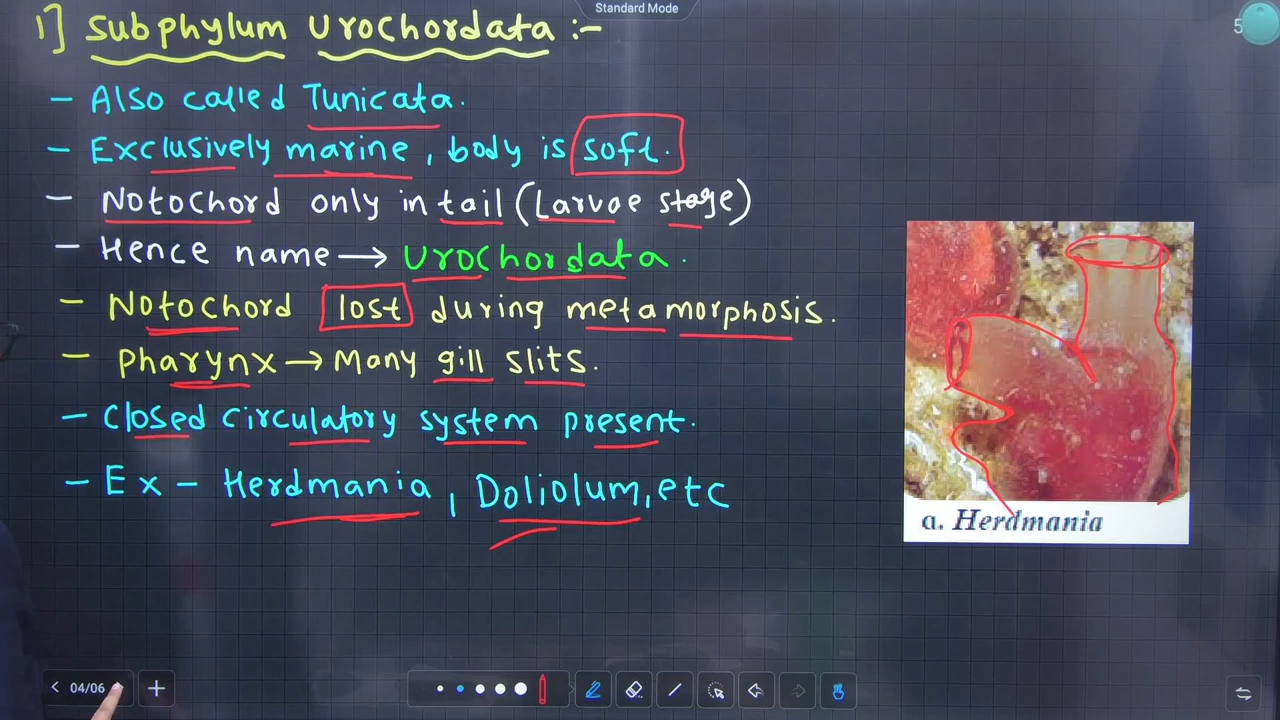 Standard Mode
1] Subphylum Urochordata :-
5
- Also called Tunicata.
- Exclusively marine, body is soft.
- Notochord only in tail (Larvae stage)
- Hence name → Urochordata.
- Notochord lost during metamorphosis.
- Pharynx → Many gill slits.
- Closed circulatory system present.
- Ex - Herdmania, Doliolum, etc
a. Herdmania
04/06